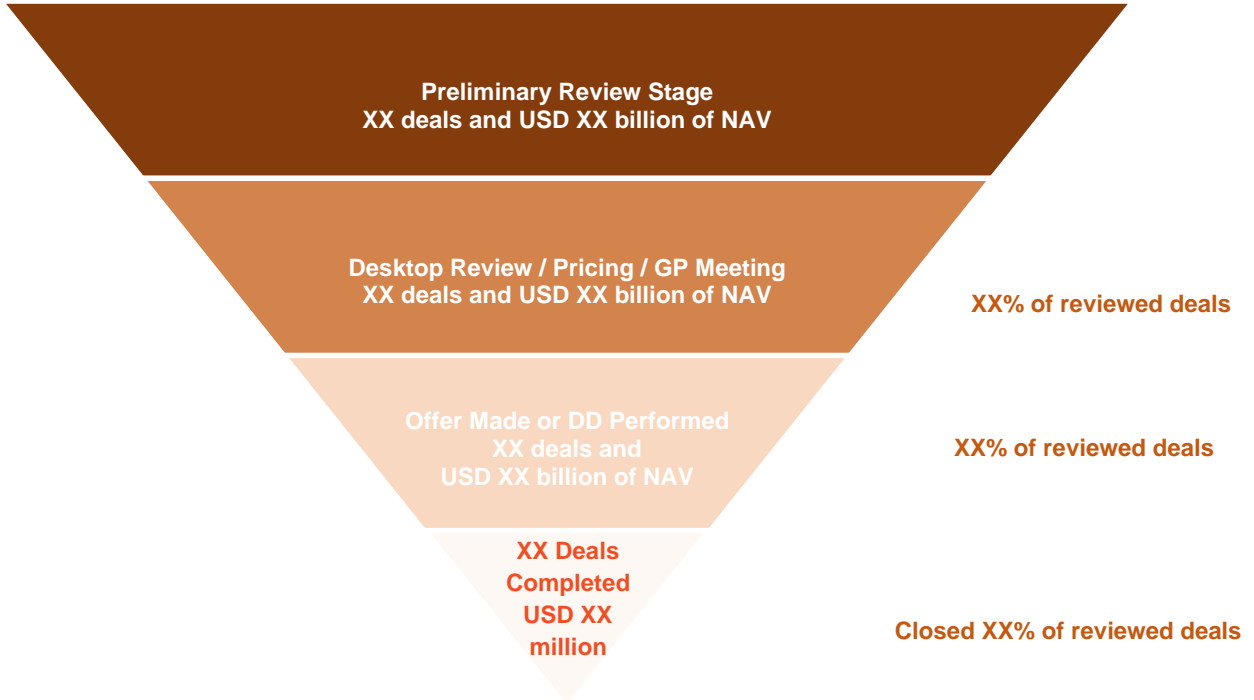 Preliminary Review Stage
XX deals and USD XX billion of NAV
Desktop Review / Pricing / GP Meeting
XX deals and USD XX billion of NAV
XX% of reviewed deals
Offer Made or DD Performed
XX deals and
USD XX billion of NAV
XX% of reviewed deals
XX Deals
Completed
USD XX
million
Closed XX% of reviewed deals